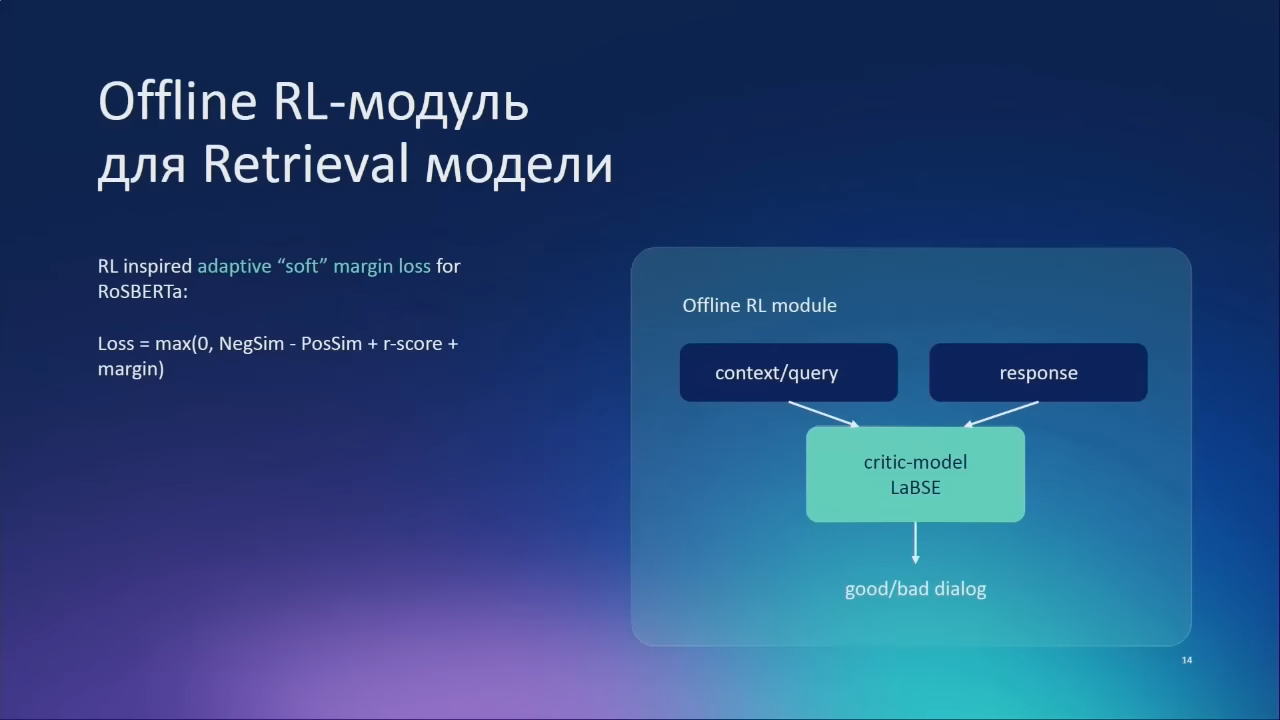 Offline RL-модуль
для Retrieval модели
RL inspired adaptive “soft” margin loss for
RoSBERTa:
Loss = max(0, NegSim - PosSim + r-score +
margin)
Offline RL module
context/query
response
critic-model
LaBSE
good/bad dialog
14